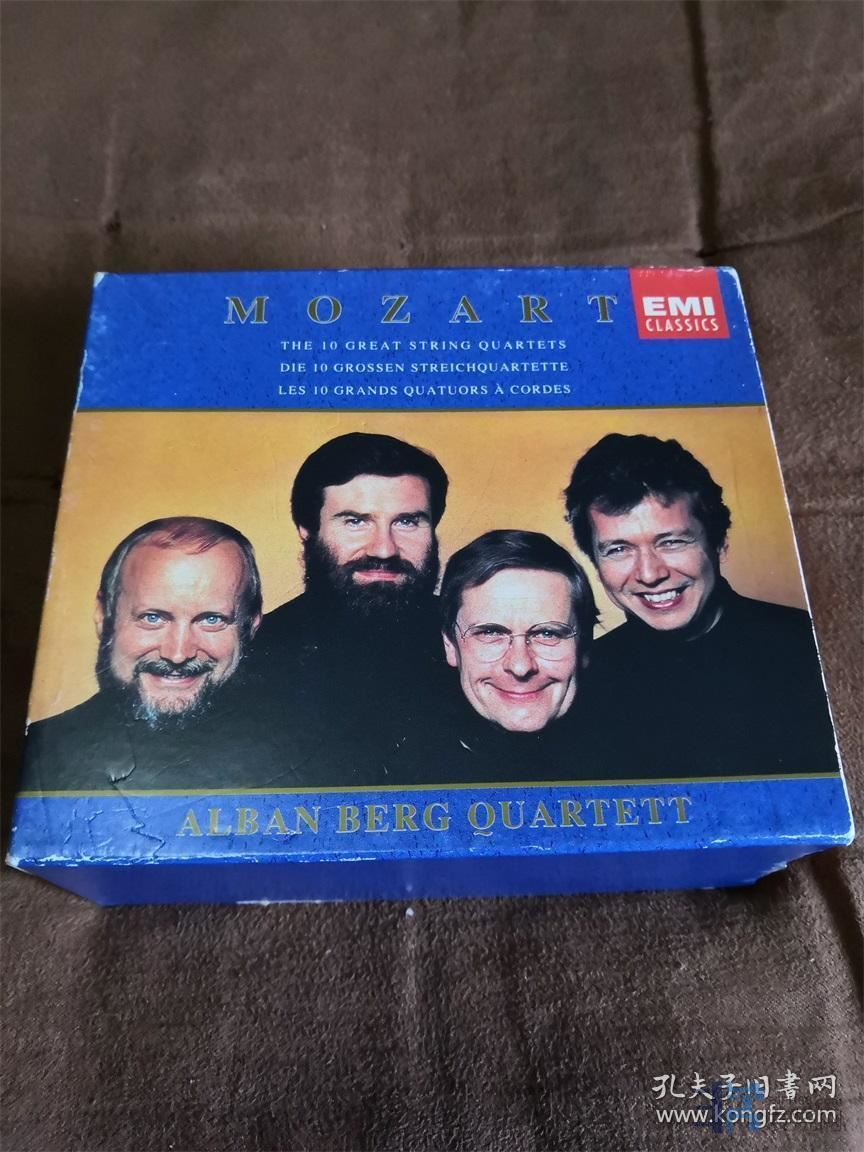 MOZART
EMI
CLASSICS
THE 10 GREAT STRING QUARTETS
DIE 10 GROSSEN STREICHQUARTETTE
LES 10 GRANDS QUATUORS À CORDES
ALBAN BERG QUARTETT
孔夫子旧书网
www.kongfz.com